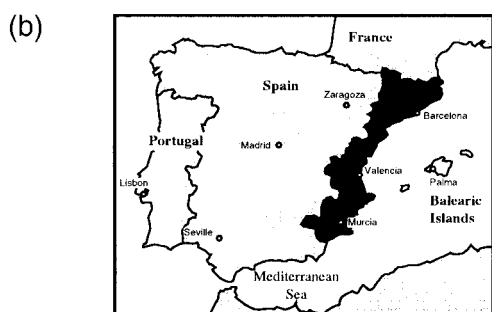 (b)
France
Spain
Zaragoza
Barcelona
Portugal
Madrid
Valencia
Lisbon
Palma
Balearic
Islands
Seville
Murcia
Mediterranean
Sea